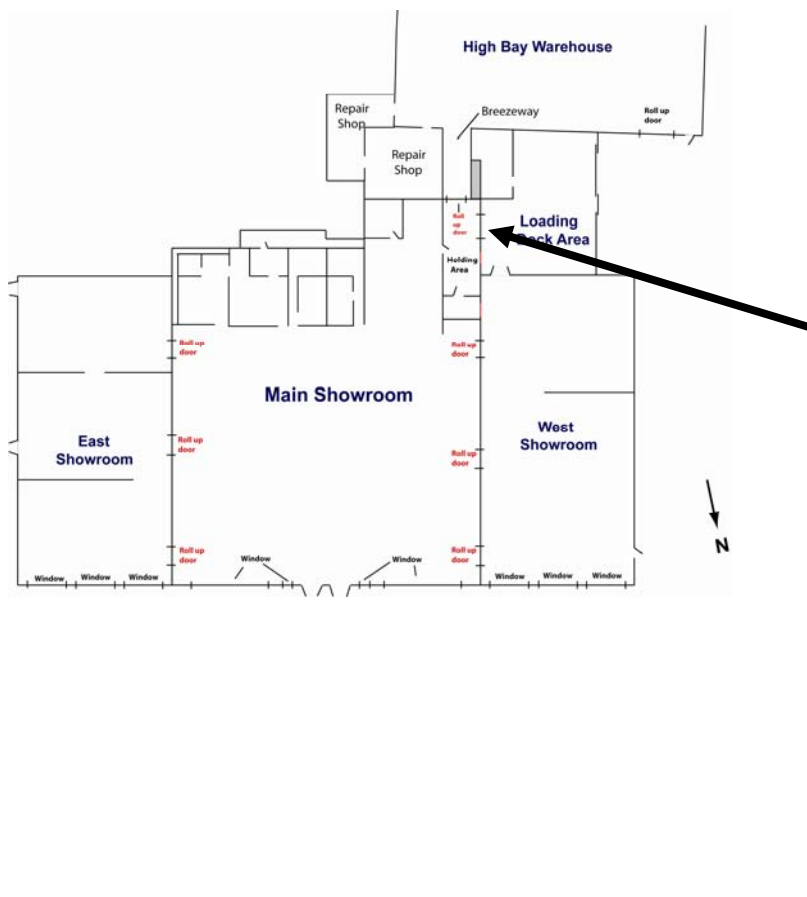 High Bay Warehouse
Repair
Shop
Breezeway
Roll up
door
Repair
Shop
Roll
up
door
Loading
Dock Area
Holding
Area
Roll up
door
Roll up
door
Main Showroom
East
Showroom
West
Showroom
Roll up
door
Roll up
door
N
Roll up
door
Roll up
door
Window
Window
Window
Window
Window
Window
Window
Window